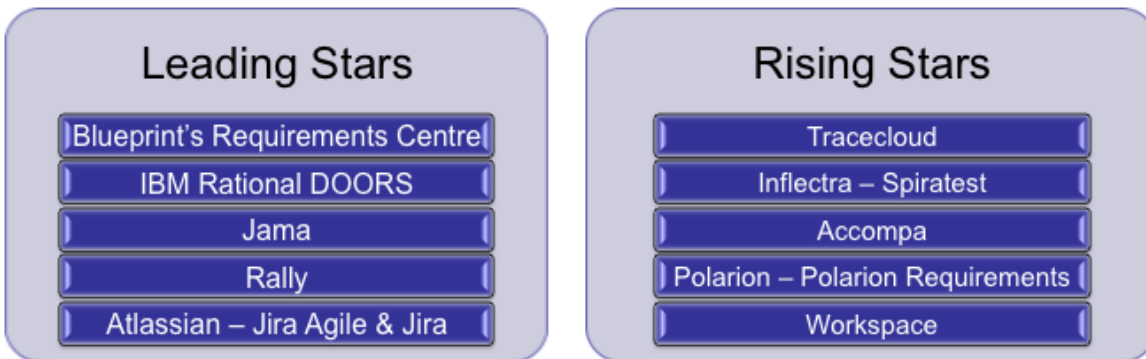 Leading Stars
Blueprint’s Requirements Centre
IBM Rational DOORS
Jama
Rally
Atlassian – Jira Agile & Jira
Rising Stars
Tracecloud
Inflectra – Spiratest
Accompa
Polarion – Polarion Requirements
Workspace